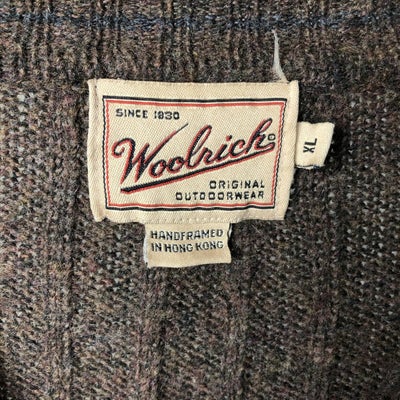 SINCE 1830
Woolrich®
ORIGINAL
OUTDOORWEAR
XL
HANDFRAMED
IN HONG KONG